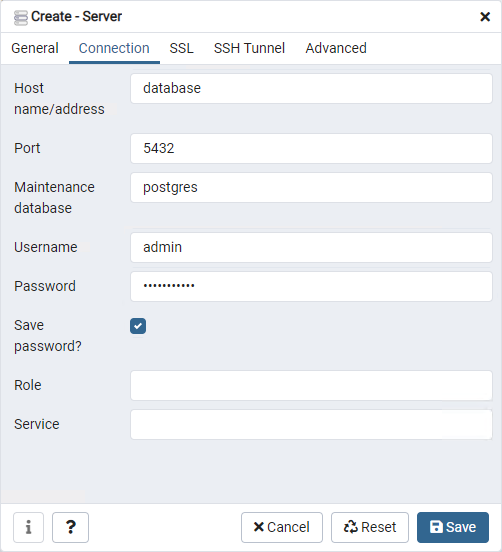 Create - Server
General Connection SSL SSH Tunnel Advanced
Host name/address database
Port 5432
Maintenance database postgres
Username admin
Password •••••••••••
Save password?
Role
Service
i ? Cancel Reset Save